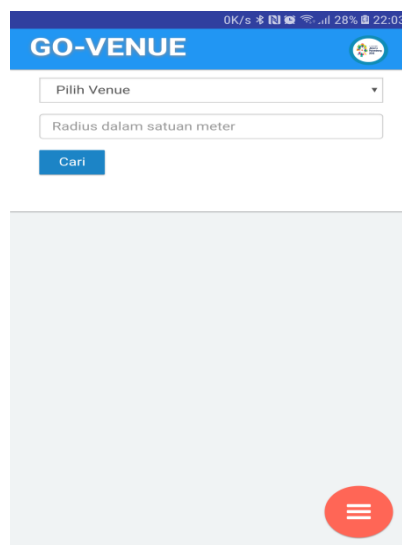 0K/s 28% 22:03
GO-VENUE
Pilih Venue
Radius dalam satuan meter
Cari